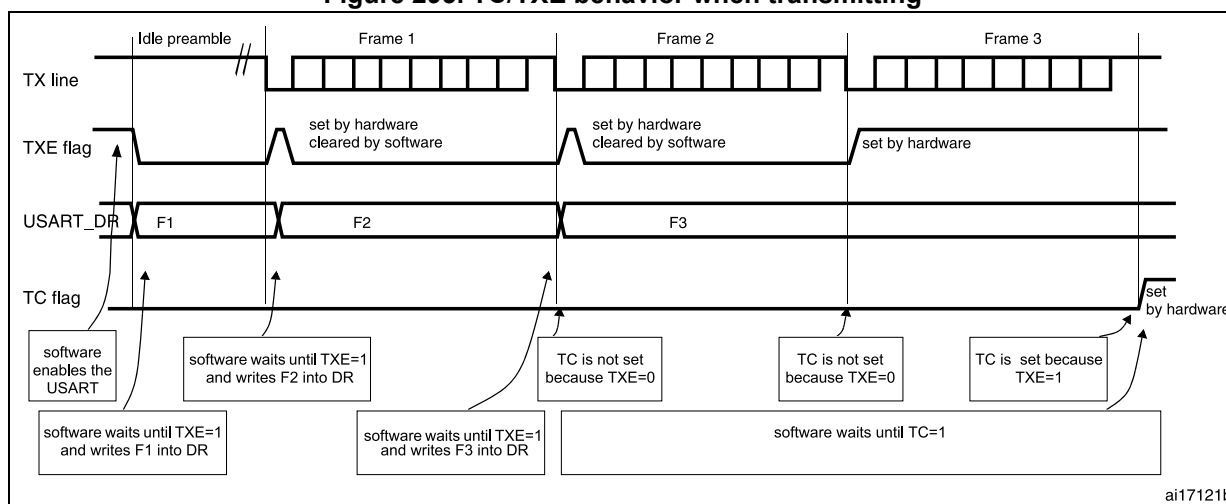 Figure 296. TC/TXE behavior when transmitting
Idle preamble
Frame 1
Frame 2
Frame 3
TX line
TXE flag
set by hardware
cleared by software
set by hardware
cleared by software
set by hardware
USART_DR
F1
F2
F3
TC flag
set
by hardware
software
enables the
USART
software waits until TXE=1
and writes F2 into DR
TC is not set
because TXE=0
TC is not set
because TXE=0
TC is set because
TXE=1
software waits until TXE=1
and writes F1 into DR
software waits until TXE=1
and writes F3 into DR
software waits until TC=1
ai17121b